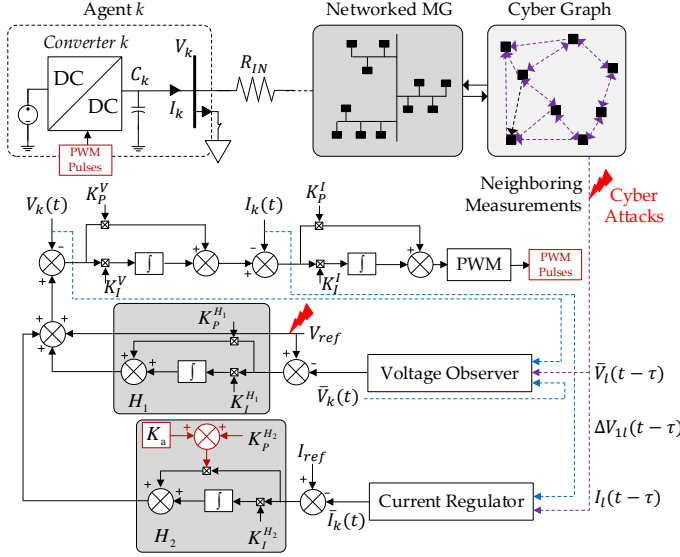 Agent k
Networked MG
Cyber Graph
Converter k
DC
DC
C_k
V_k
I_k
R_IN
PWM
Pulses
Neighboring
Measurements
Cyber
Attacks
V_k(t)
K_P^V
I_k(t)
K_P^I
∫
∫
PWM
PWM
Pulses
K_I^V
K_I^I
K_P^{H_1}
V_ref
∫
Voltage Observer
H_1
K_I^{H_1}
V̄_k(t)
V̄_l(t − τ)
K_a
K_P^{H_2}
ΔV_{1l}(t − τ)
I_ref
∫
Current Regulator
I_l(t − τ)
H_2
K_I^{H_2}
Ī_k(t)